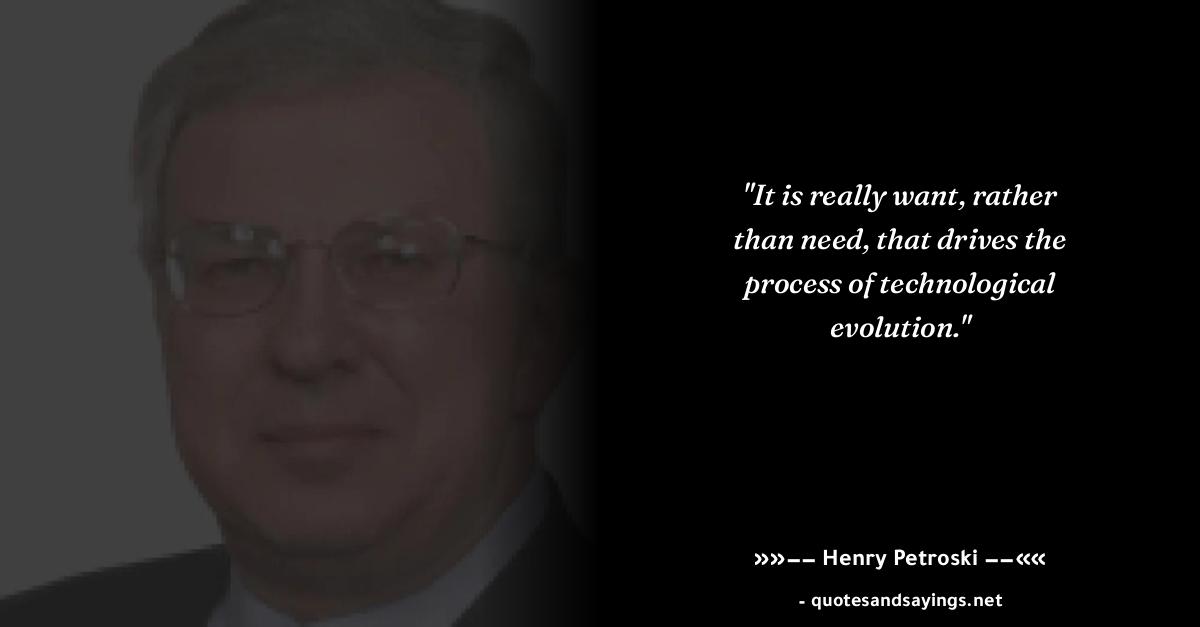 "It is really want, rather
than need, that drives the
process of technological
evolution."
»»−− Henry Petroski −−««
- quotesandsayings.net